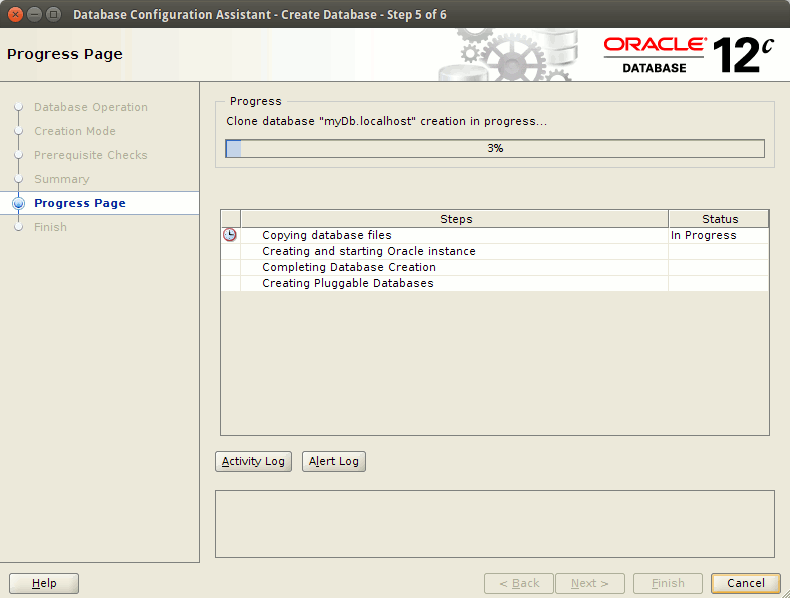 Database Configuration Assistant - Create Database - Step 5 of 6
Progress Page
ORACLE®
DATABASE
12c
Database Operation
Creation Mode
Prerequisite Checks
Summary
Progress Page
Finish
Progress
Clone database "myDb.localhost" creation in progress...
3%
Steps Status
Copying database files In Progress
Creating and starting Oracle instance
Completing Database Creation
Creating Pluggable Databases
Activity Log Alert Log
Help < Back Next > Finish Cancel